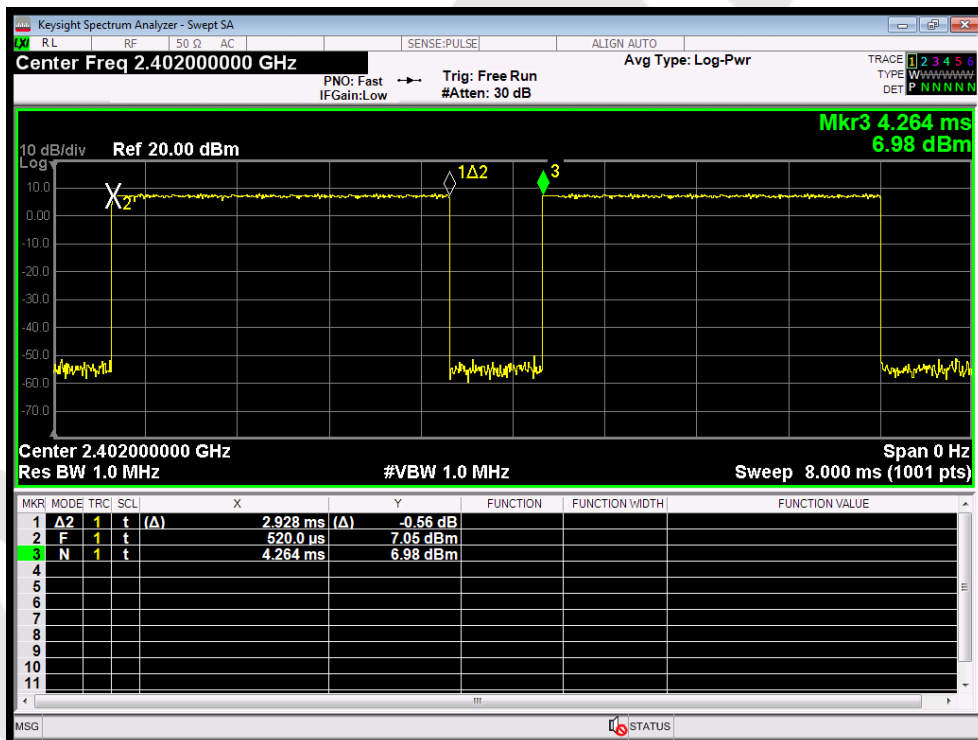 Keysight Spectrum Analyzer - Swept SA
LXI RL RF 50 Ω AC SENSE:PULSE ALIGN AUTO
Center Freq 2.402000000 GHz
PNO: Fast
IFGain:Low
Trig: Free Run
#Atten: 30 dB
Avg Type: Log-Pwr
TRACE 1 2 3 4 5 6
TYPE WWWWWW
DET P N N N N N
Mkr3 4.264 ms
6.98 dBm
10 dB/div
Log
Ref 20.00 dBm
10.0
0.00
-10.0
-20.0
-30.0
-40.0
-50.0
-60.0
-70.0
1Δ2
2
3
Center 2.402000000 GHz
Span 0 Hz
Res BW 1.0 MHz
#VBW 1.0 MHz
Sweep 8.000 ms (1001 pts)
MKR MODE TRC SCL X Y FUNCTION FUNCTION WIDTH FUNCTION VALUE
1 Δ2 1 t (Δ) 2.928 ms (Δ) -0.56 dB
2 F 1 t 520.0 µs 7.05 dBm
3 N 1 t 4.264 ms 6.98 dBm
4
5
6
7
8
9
10
11
MSG
STATUS